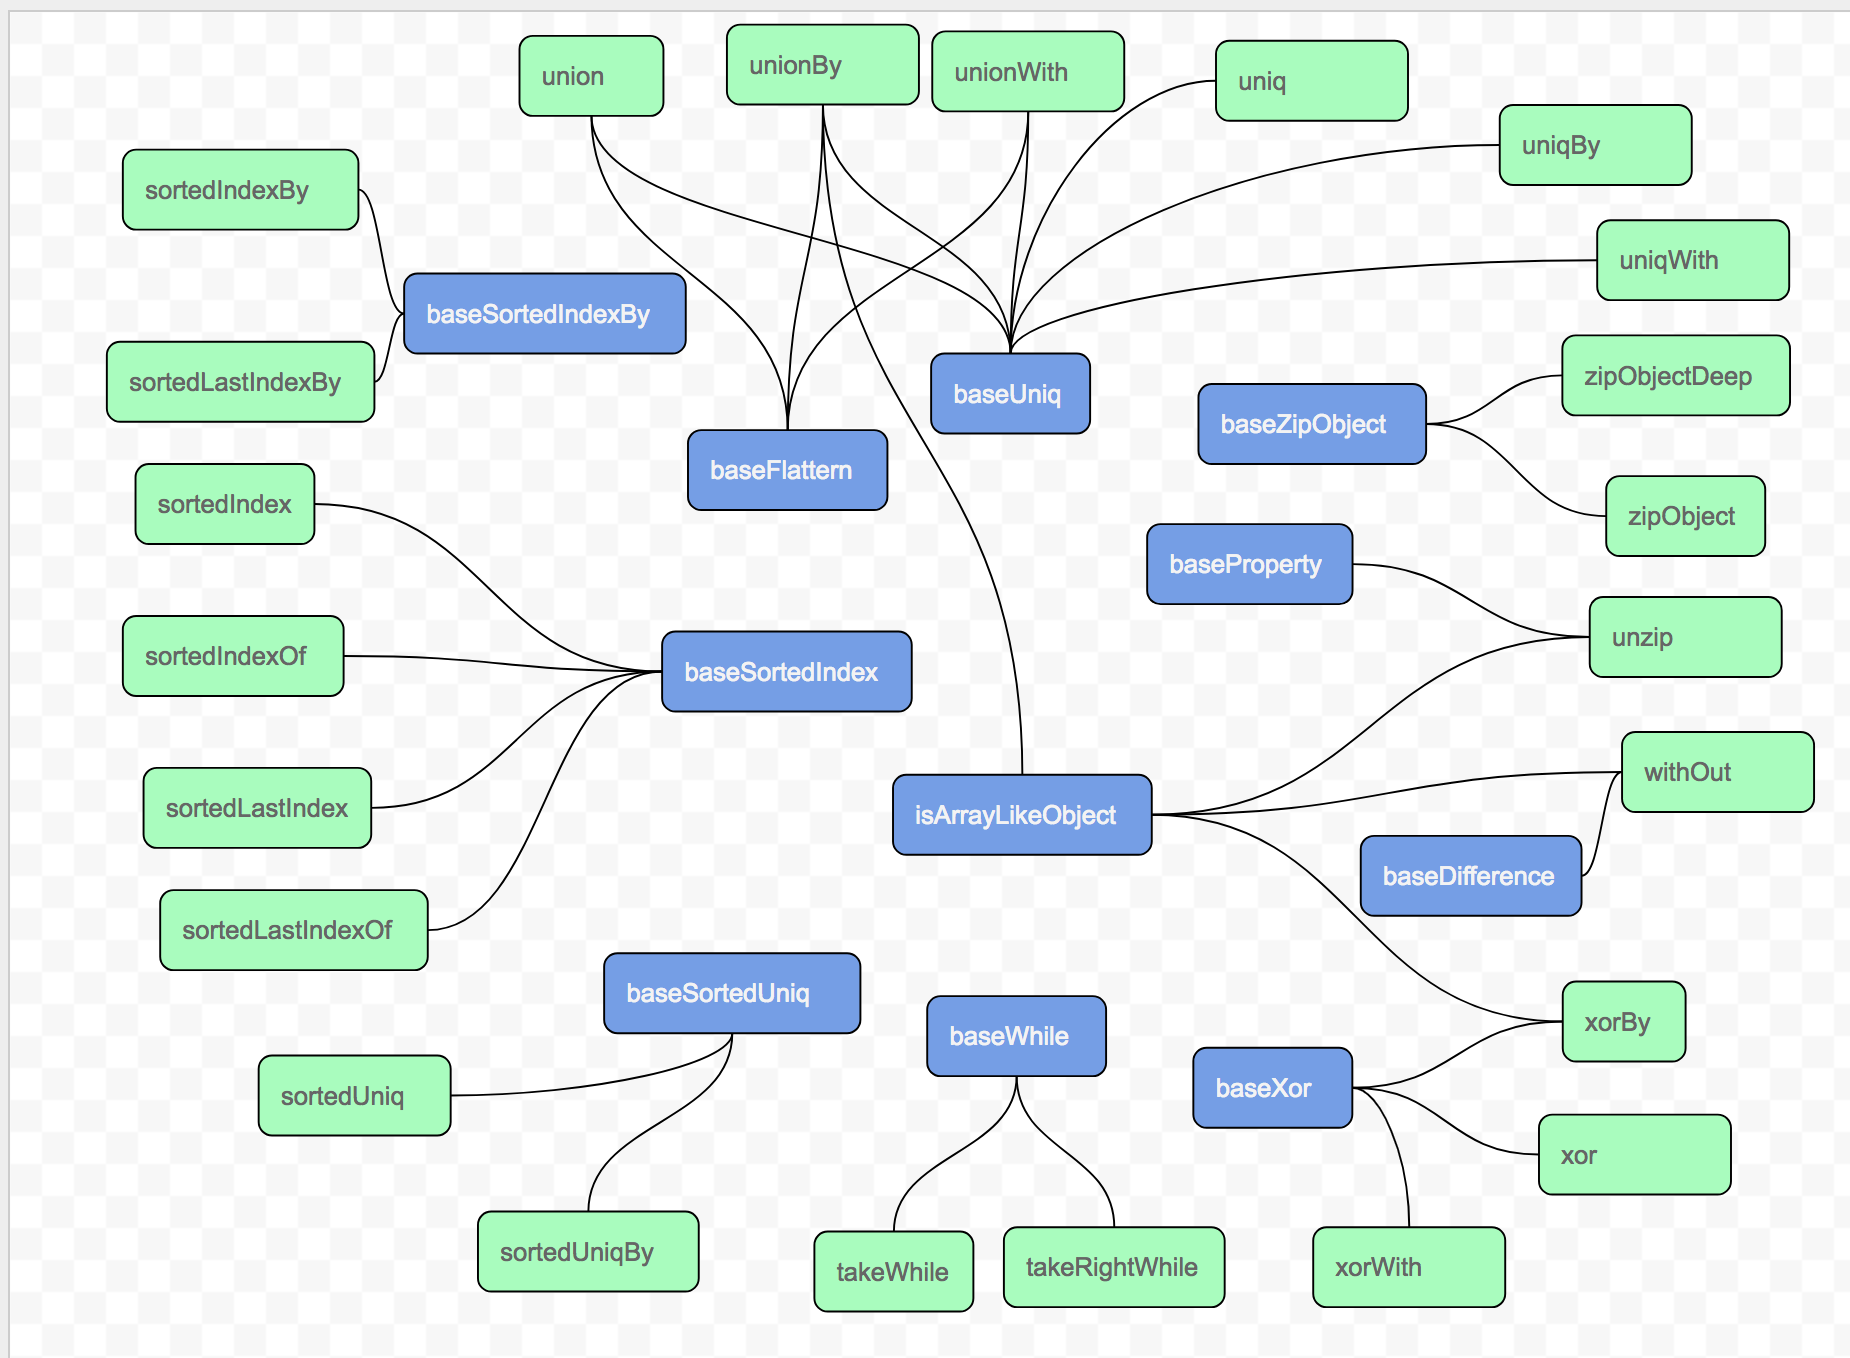 union
unionBy
unionWith
uniq
uniqBy
sortedIndexBy
uniqWith
baseSortedIndexBy
zipObjectDeep
sortedLastIndexBy
baseUniq
baseZipObject
baseFlattern
sortedIndex
zipObject
baseProperty
unzip
sortedIndexOf
baseSortedIndex
withOut
sortedLastIndex
isArrayLikeObject
baseDifference
sortedLastIndexOf
baseSortedUniq
xorBy
baseWhile
baseXor
sortedUniq
xor
sortedUniqBy
takeWhile
takeRightWhile
xorWith